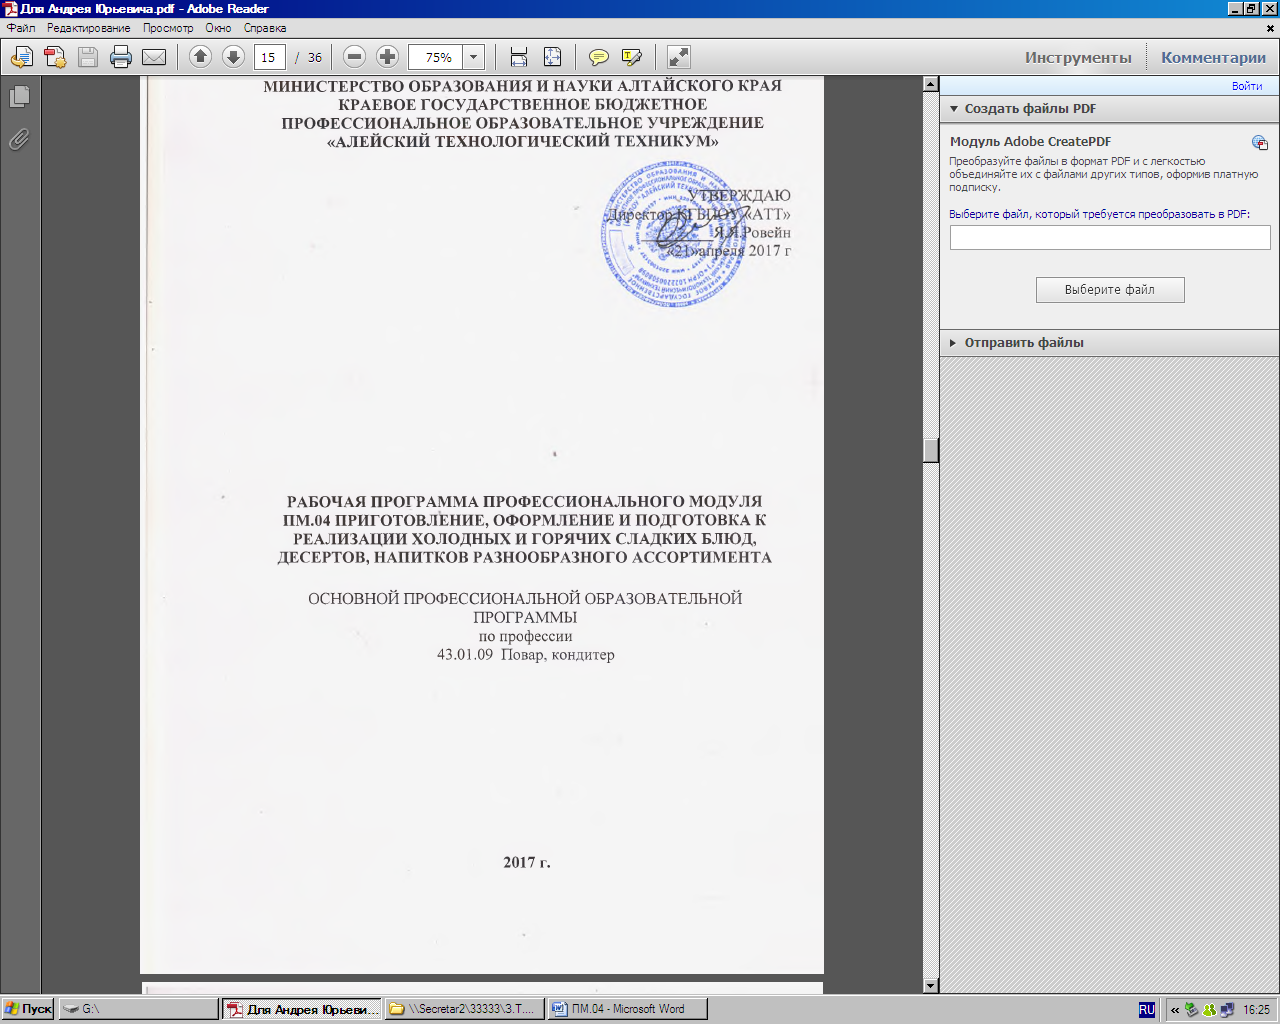 Для Андрея Юрьевича.pdf - Adobe Reader
Файл Редактирование Просмотр Окно Справка
15 / 36 75% Инструменты Комментарии
Войти
Создать файлы PDF
Модуль Adobe CreatePDF
Преобразуйте файлы в формат PDF и с легкостью
объединяйте их с файлами других типов, оформив платную
подписку.
Выберите файл, который требуется преобразовать в PDF:
Выберите файл
Отправить файлы
МИНИСТЕРСТВО ОБРАЗОВАНИЯ И НАУКИ АЛТАЙСКОГО КРАЯ
КРАЕВОЕ ГОСУДАРСТВЕННОЕ БЮДЖЕТНОЕ
ПРОФЕССИОНАЛЬНОЕ ОБРАЗОВАТЕЛЬНОЕ УЧРЕЖДЕНИЕ
«АЛЕЙСКИЙ ТЕХНОЛОГИЧЕСКИЙ ТЕХНИКУМ»
УТВЕРЖДАЮ
Директор КГБПОУ «АТТ»
Я.Я.Ровейн
«21»апреля 2017 г
РАБОЧАЯ ПРОГРАММА ПРОФЕССИОНАЛЬНОГО МОДУЛЯ
ПМ.04 ПРИГОТОВЛЕНИЕ, ОФОРМЛЕНИЕ И ПОДГОТОВКА К
РЕАЛИЗАЦИИ ХОЛОДНЫХ И ГОРЯЧИХ СЛАДКИХ БЛЮД,
ДЕСЕРТОВ, НАПИТКОВ РАЗНООБРАЗНОГО АССОРТИМЕНТА
ОСНОВНОЙ ПРОФЕССИОНАЛЬНОЙ ОБРАЗОВАТЕЛЬНОЙ
ПРОГРАММЫ
по профессии
43.01.09 Повар, кондитер
2017 г.
Пуск G:\ Для Андрея Юрьеви... \\Secretar2\33333\3.Т.... ПМ.04 - Microsoft Word RU « 16:25